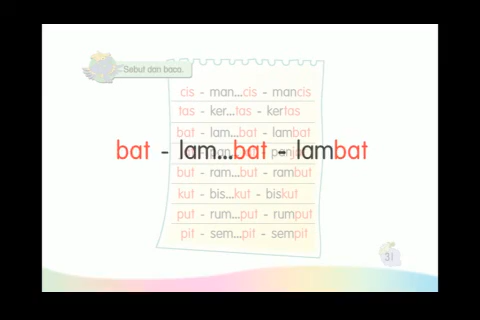 Sebut dan baca.
cis - man...cis - mancis
tas - ker...tas - kertas
bat - lam...bat - lambat
bat - lam...bat - lambat
but - ram...but - rambut
kut - bis...kut - biskut
put - rum...put - rumput
pit - sem...pit - sempit
31